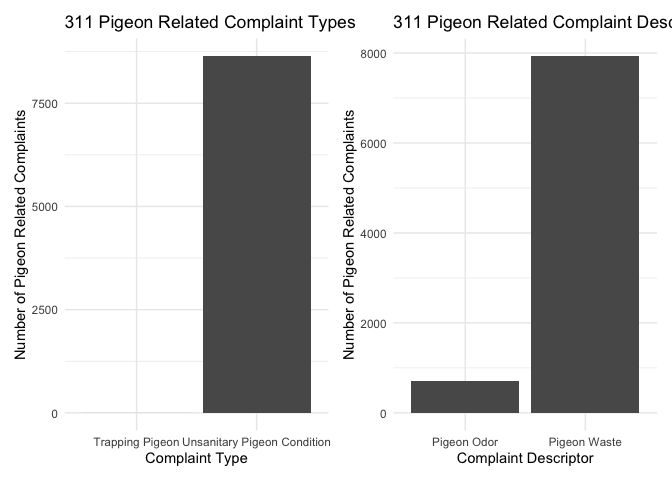 311 Pigeon Related Complaint Types
Number of Pigeon Related Complaints
7500
5000
2500
0
Trapping Pigeon Unsanitary Pigeon Condition
Complaint Type
311 Pigeon Related Complaint Desc
Number of Pigeon Related Complaints
8000
6000
4000
2000
0
Pigeon Odor Pigeon Waste
Complaint Descriptor